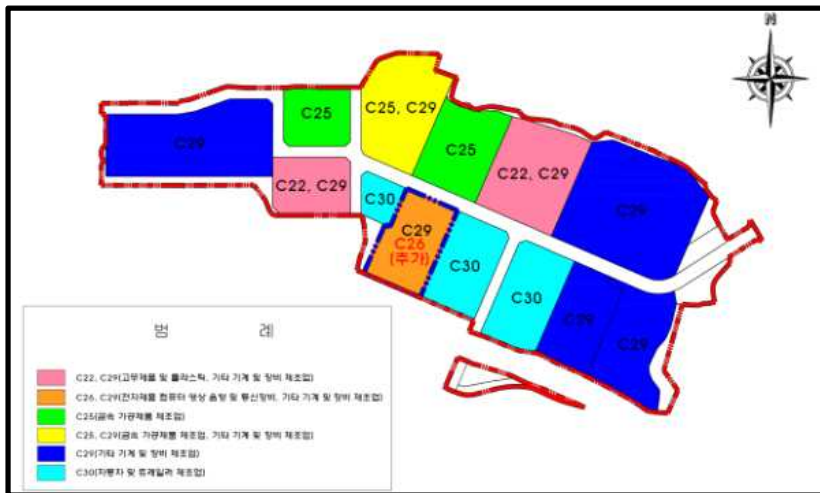 N
C25, C29
C25
C29
C25
C22, C29
C22, C29
C30
C29
C29
C26
(추가)
C30
C30
C29
C29
범 례
C22, C29(고무제품 및 플라스틱, 기타 기계 및 장비 제조업)
C26, C29(전자제품 컴퓨터 영상 음향 및 통신장비, 기타 기계 및 장비 제조업)
C25(금속 가공제품 제조업)
C25, C29(금속 가공제품 제조업, 기타 기계 및 장비 제조업)
C29(기타 기계 및 장비 제조업)
C30(자동차 및 트레일러 제조업)